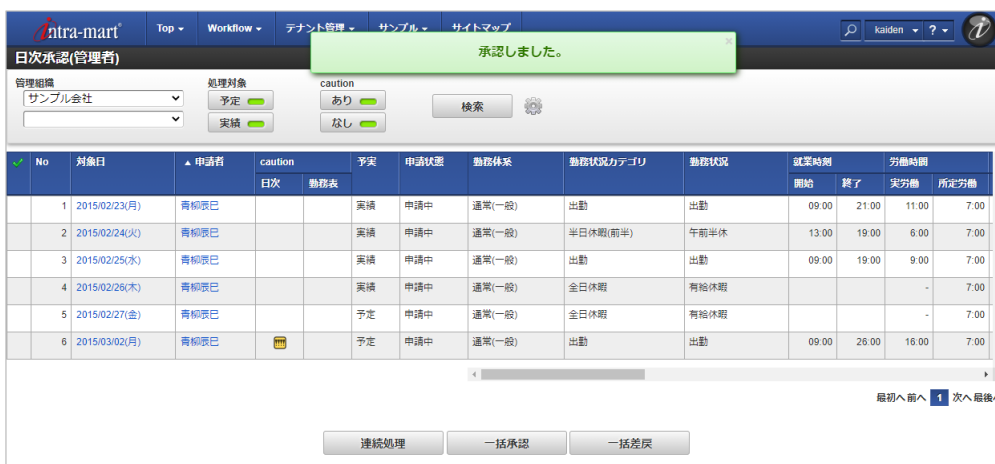 intra-mart® Top Workflow テナント管理 サンプル サイトマップ kaiden ?
承認しました。
日次承認(管理者)
管理組織 処理対象 caution
サンプル会社 予定 あり 検索
実績 なし
No 対象日 ▲ 申請者 caution 予実 申請状態 勤務体系 勤務状況カテゴリ 勤務状況 就業時刻 労働時間
日次 勤務表 開始 終了 実労働 所定労働
1 2015/02/23(月) 青柳辰巳 実績 申請中 通常(一般) 出勤 出勤 09:00 21:00 11:00 7:00
2 2015/02/24(火) 青柳辰巳 実績 申請中 通常(一般) 半日休暇(前半) 午前半休 13:00 19:00 6:00 7:00
3 2015/02/25(水) 青柳辰巳 実績 申請中 通常(一般) 出勤 出勤 09:00 19:00 9:00 7:00
4 2015/02/26(木) 青柳辰巳 実績 申請中 通常(一般) 全日休暇 有給休暇 - 7:00
5 2015/02/27(金) 青柳辰巳 予定 申請中 通常(一般) 全日休暇 有給休暇 - 7:00
6 2015/03/02(月) 青柳辰巳 予定 申請中 通常(一般) 出勤 出勤 09:00 26:00 16:00 7:00
最初へ 前へ 1 次へ 最後へ
連続処理 一括承認 一括差戻